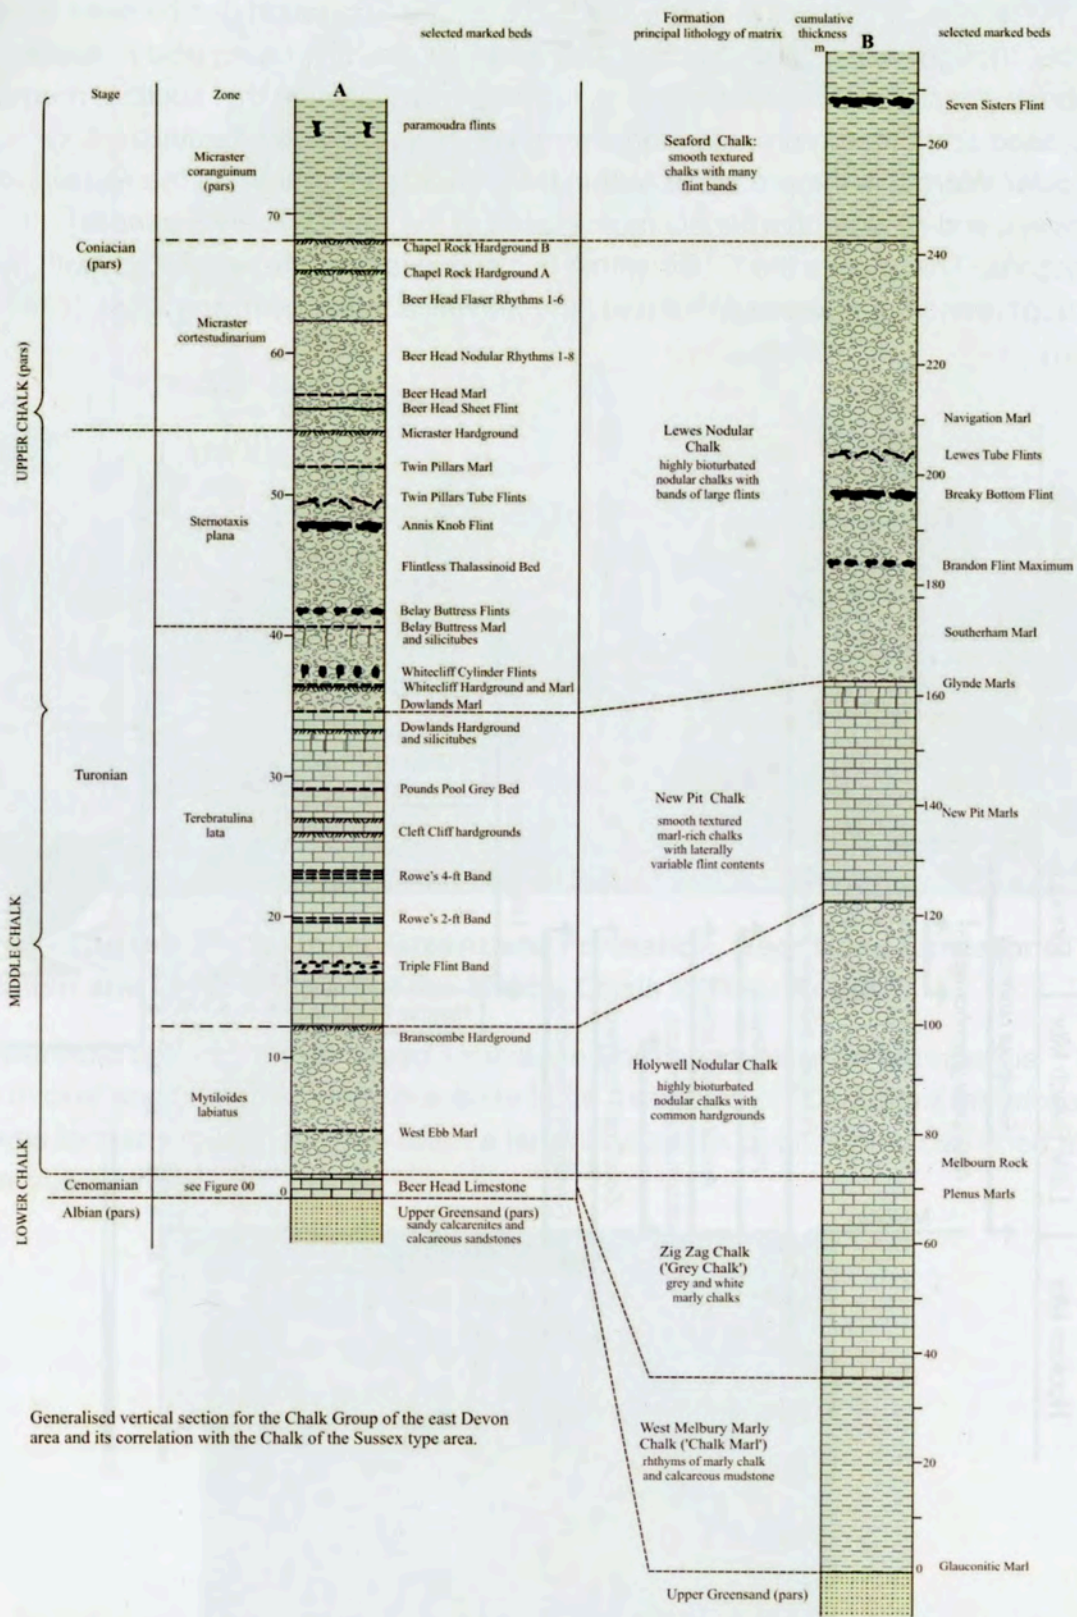 selected marked beds
Formation
principal lithology of matrix
cumulative
thickness
m
B
selected marked beds
Stage
Zone
A
UPPER CHALK (pars)
MIDDLE CHALK
LOWER CHALK
Coniacian
(pars)
Turonian
Cenomanian
Albian (pars)
Micraster
coranguinum
(pars)
Micraster
cortestudinarium
Sternotaxis
plana
Terebratulina
lata
Mytiloides
labiatus
see Figure 00
70
60
50
40
30
20
10
0
paramoudra flints
Chapel Rock Hardground B
Chapel Rock Hardground A
Beer Head Flaser Rhythms 1-6
Beer Head Nodular Rhythms 1-8
Beer Head Marl
Beer Head Sheet Flint
Micraster Hardground
Twin Pillars Marl
Twin Pillars Tube Flints
Annis Knob Flint
Flintless Thalassinoid Bed
Belay Buttress Flints
Belay Buttress Marl
and silicitubes
Whitecliff Cylinder Flints
Whitecliff Hardground and Marl
Dowlands Marl
Dowlands Hardground
and silicitubes
Pounds Pool Grey Bed
Cleft Cliff hardgrounds
Rowe's 4-ft Band
Rowe's 2-ft Band
Triple Flint Band
Branscombe Hardground
West Ebb Marl
Beer Head Limestone
Upper Greensand (pars)
sandy calcarenites and
calcareous sandstones
Seaford Chalk:
smooth textured
chalks with many
flint bands
Lewes Nodular
Chalk
highly bioturbated
nodular chalks with
bands of large flints
New Pit Chalk
smooth textured
marl-rich chalks
with laterally
variable flint contents
Holywell Nodular Chalk
highly bioturbated
nodular chalks with
common hardgrounds
Zig Zag Chalk
('Grey Chalk')
grey and white
marly chalks
West Melbury Marly
Chalk ('Chalk Marl')
rhthyms of marly chalk
and calcareous mudstone
Upper Greensand (pars)
260
240
220
200
180
160
140
120
100
80
60
40
20
0
Seven Sisters Flint
Navigation Marl
Lewes Tube Flints
Breaky Bottom Flint
Brandon Flint Maximum
Southerham Marl
Glynde Marls
New Pit Marls
Melbourn Rock
Plenus Marls
Glauconitic Marl
Generalised vertical section for the Chalk Group of the east Devon
area and its correlation with the Chalk of the Sussex type area.